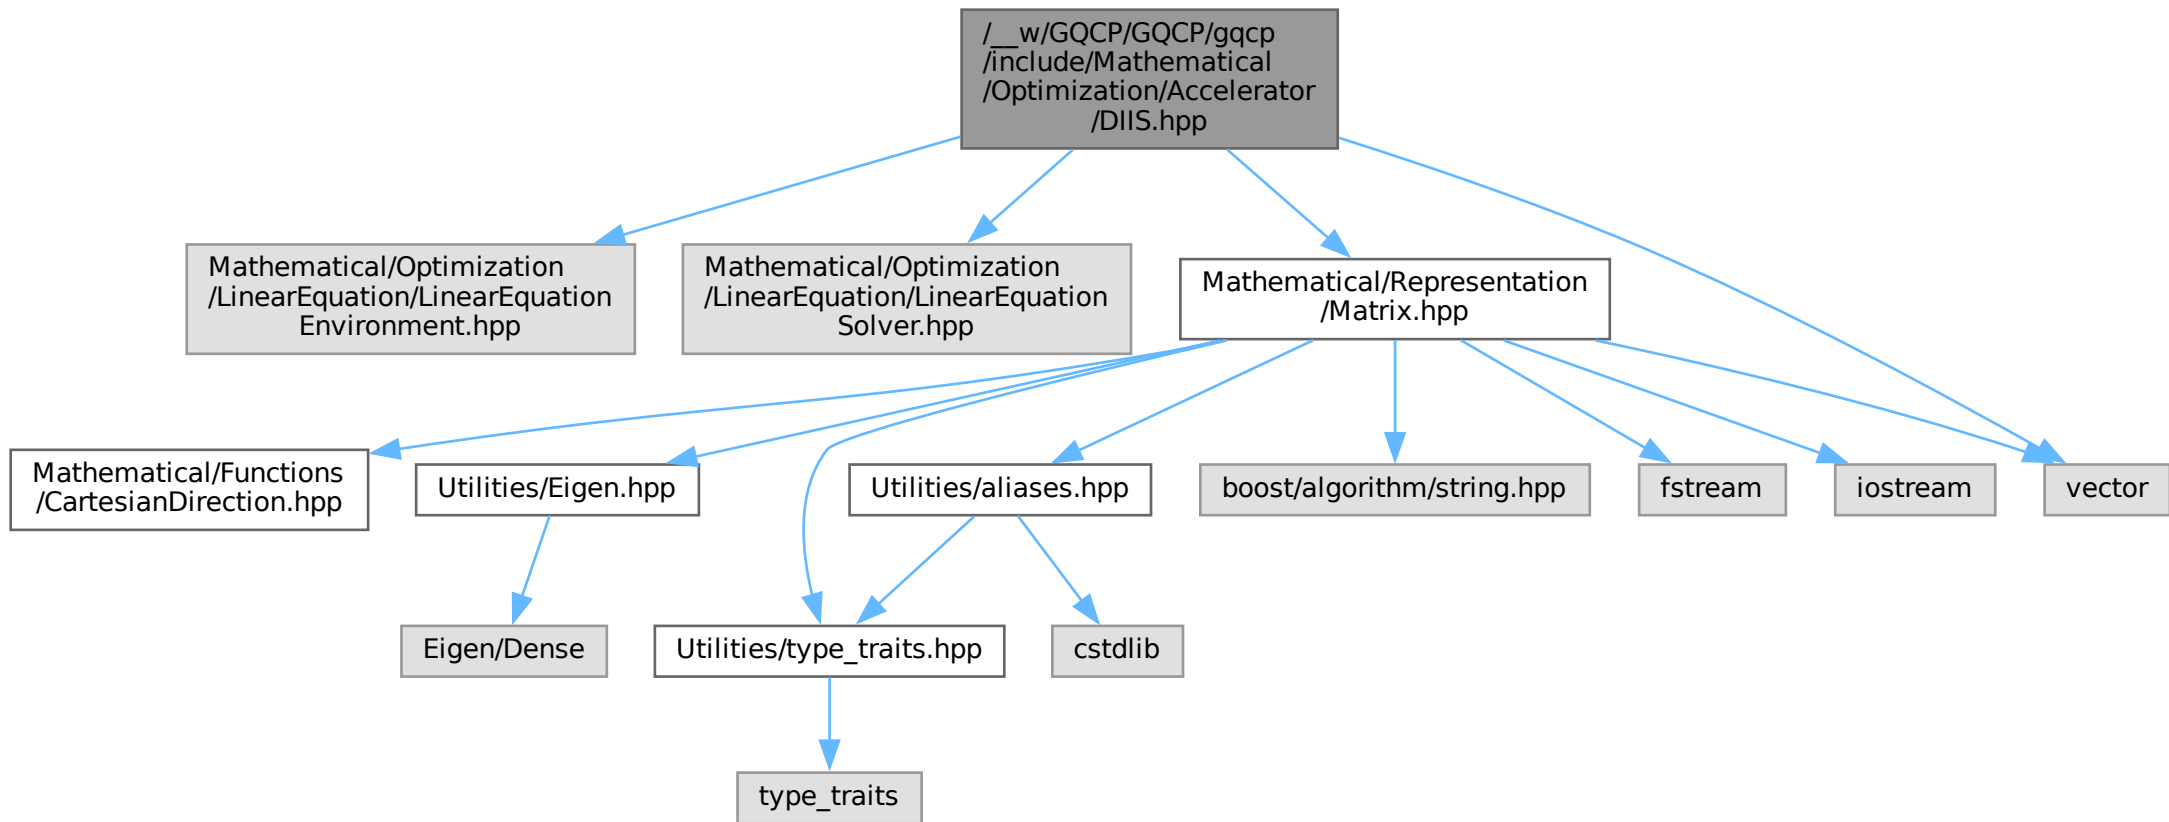 /__w/GQCP/GQCP/gqcp
/include/Mathematical
/Optimization/Accelerator
/DIIS.hpp
Mathematical/Optimization
/LinearEquation/LinearEquation
Environment.hpp
Mathematical/Optimization
/LinearEquation/LinearEquation
Solver.hpp
Mathematical/Representation
/Matrix.hpp
Mathematical/Functions
/CartesianDirection.hpp
Utilities/Eigen.hpp
Utilities/aliases.hpp
boost/algorithm/string.hpp
fstream
iostream
vector
Eigen/Dense
Utilities/type_traits.hpp
cstdlib
type_traits